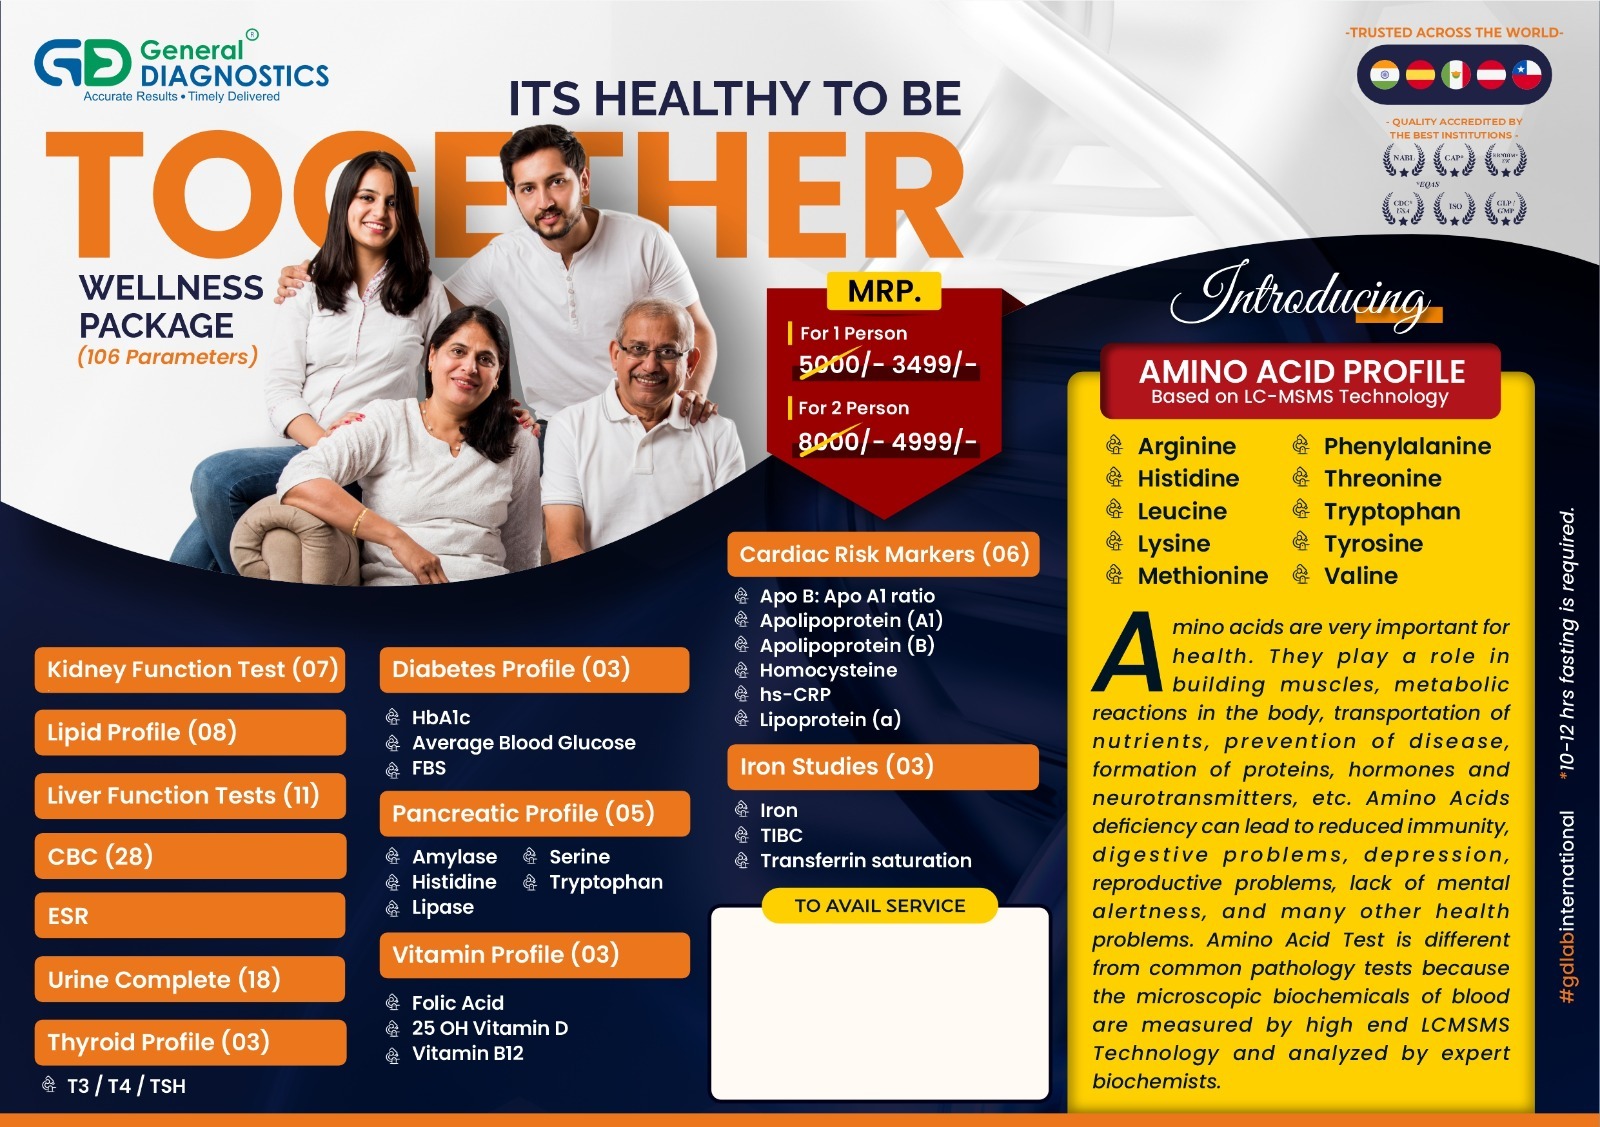 General ®
DIAGNOSTICS
Accurate Results • Timely Delivered
-TRUSTED ACROSS THE WORLD-
- QUALITY ACCREDITED BY
THE BEST INSTITUTIONS -
NABL CAP*
*EQAS
CDC* USA ISO GLP/ GMP
ITS HEALTHY TO BE
TOGETHER
WELLNESS
PACKAGE
(106 Parameters)
MRP.
For 1 Person
5000/- 3499/-
For 2 Person
8000/- 4999/-
Introducing
AMINO ACID PROFILE
Based on LC-MSMS Technology
Arginine
Histidine
Leucine
Lysine
Methionine
Phenylalanine
Threonine
Tryptophan
Tyrosine
Valine
Amino acids are very important for
health. They play a role in
building muscles, metabolic
reactions in the body, transportation of
nutrients, prevention of disease,
formation of proteins, hormones and
neurotransmitters, etc. Amino Acids
deficiency can lead to reduced immunity,
digestive problems, depression,
reproductive problems, lack of mental
alertness, and many other health
problems. Amino Acid Test is different
from common pathology tests because
the microscopic biochemicals of blood
are measured by high end LCMSMS
Technology and analyzed by expert
biochemists.
Kidney Function Test (07)
Lipid Profile (08)
Liver Function Tests (11)
CBC (28)
ESR
Urine Complete (18)
Thyroid Profile (03)
T3 / T4 / TSH
Diabetes Profile (03)
HbA1c
Average Blood Glucose
FBS
Pancreatic Profile (05)
Amylase
Histidine
Lipase
Serine
Tryptophan
Vitamin Profile (03)
Folic Acid
25 OH Vitamin D
Vitamin B12
Cardiac Risk Markers (06)
Apo B: Apo A1 ratio
Apolipoprotein (A1)
Apolipoprotein (B)
Homocysteine
hs-CRP
Lipoprotein (a)
Iron Studies (03)
Iron
TIBC
Transferrin saturation
TO AVAIL SERVICE
#gdlabinternational
*10-12 hrs fasting is required.